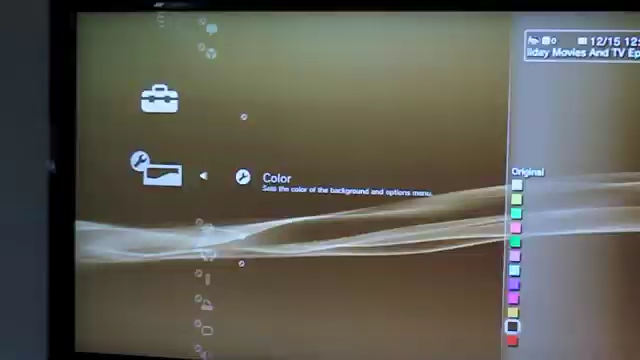 12/15 12:
liday Movies And TV Ep
Color
Sets the color of the background and options menu.
Original